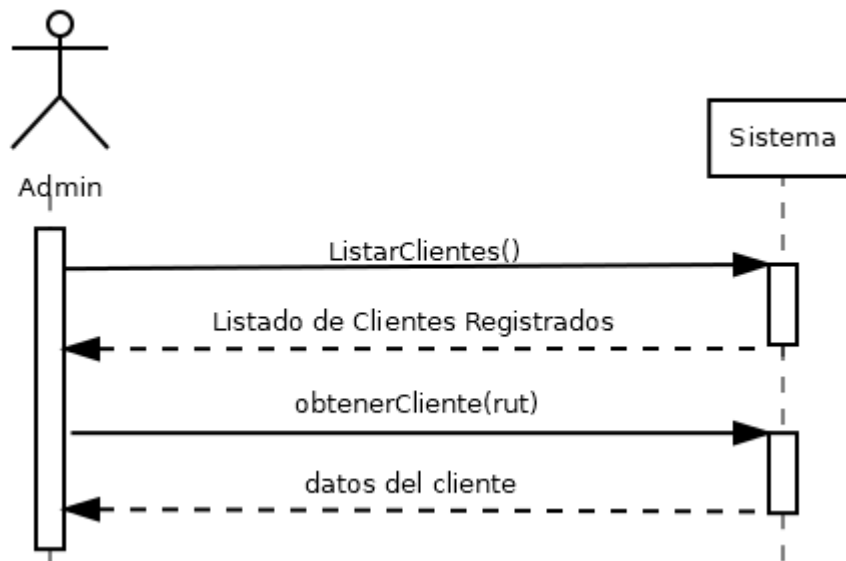 Admin
Sistema
ListarClientes()
Listado de Clientes Registrados
obtenerCliente(rut)
datos del cliente